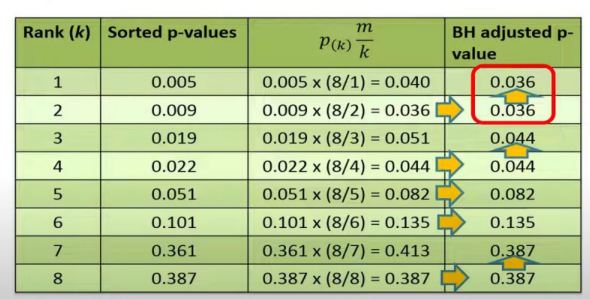 Rank (k) Sorted p-values p(k) m/k BH adjusted p-
value
1 0.005 0.005 x (8/1) = 0.040 0.036
2 0.009 0.009 x (8/2) = 0.036 0.036
3 0.019 0.019 x (8/3) = 0.051 0.044
4 0.022 0.022 x (8/4) = 0.044 0.044
5 0.051 0.051 x (8/5) = 0.082 0.082
6 0.101 0.101 x (8/6) = 0.135 0.135
7 0.361 0.361 x (8/7) = 0.413 0.387
8 0.387 0.387 x (8/8) = 0.387 0.387